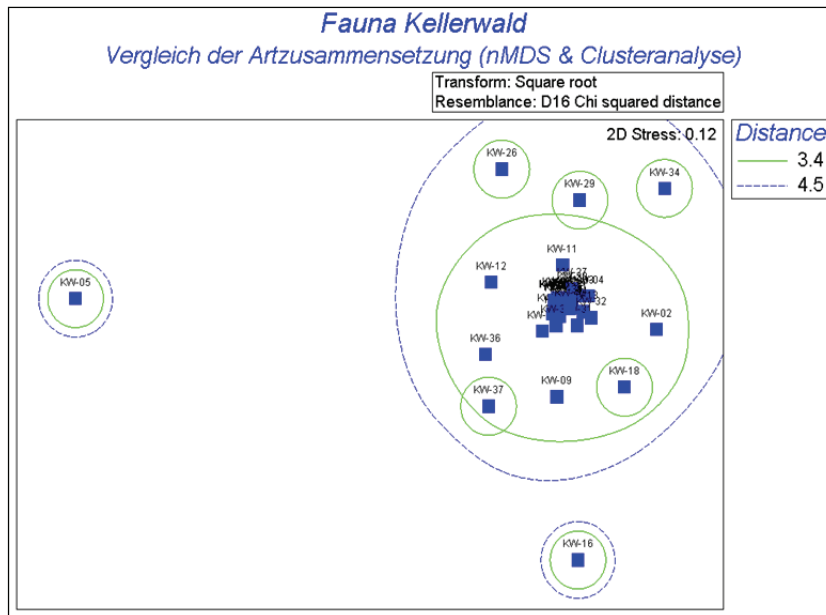 Fauna Kellerwald
Vergleich der Artzusammensetzung (nMDS & Clusteranalyse)
Transform: Square root
Resemblance: D16 Chi squared distance
2D Stress: 0.12
Distance
3.4
4.5
KW-26
KW-29
KW-34
KW-11
KW-05
KW-12
KW-02
KW-36
KW-18
KW-37
KW-09
KW-16